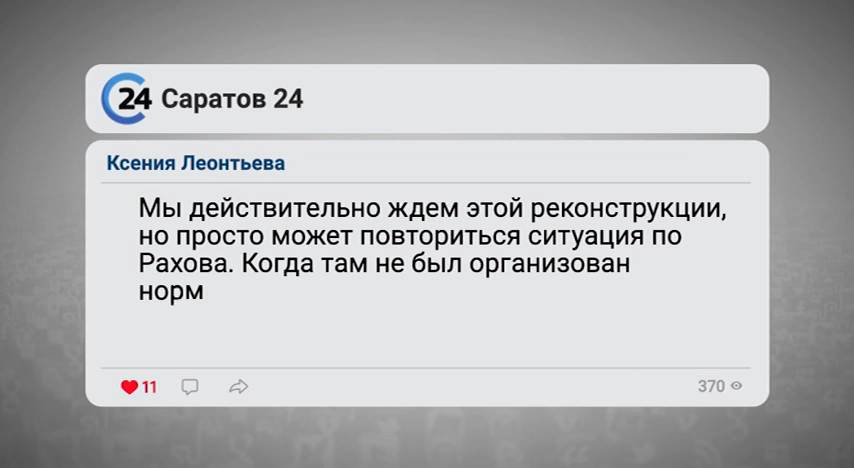 24 Саратов 24
Ксения Леонтьева
Мы действительно ждем этой реконструкции,
но просто может повториться ситуация по
Рахова. Когда там не был организован
норм
11
370